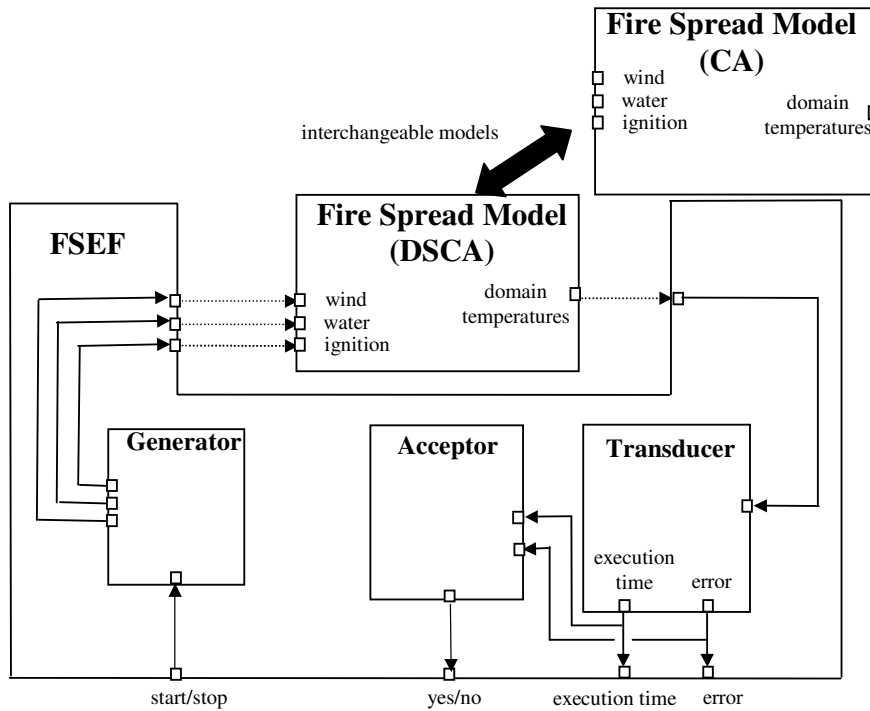 Fire Spread Model
(CA)
wind
water
ignition
domain
temperatures
interchangeable models
FSEF
Fire Spread Model
(DSCA)
wind
water
ignition
domain
temperatures
Generator
Acceptor
Transducer
execution
time
error
start/stop
yes/no
execution time
error